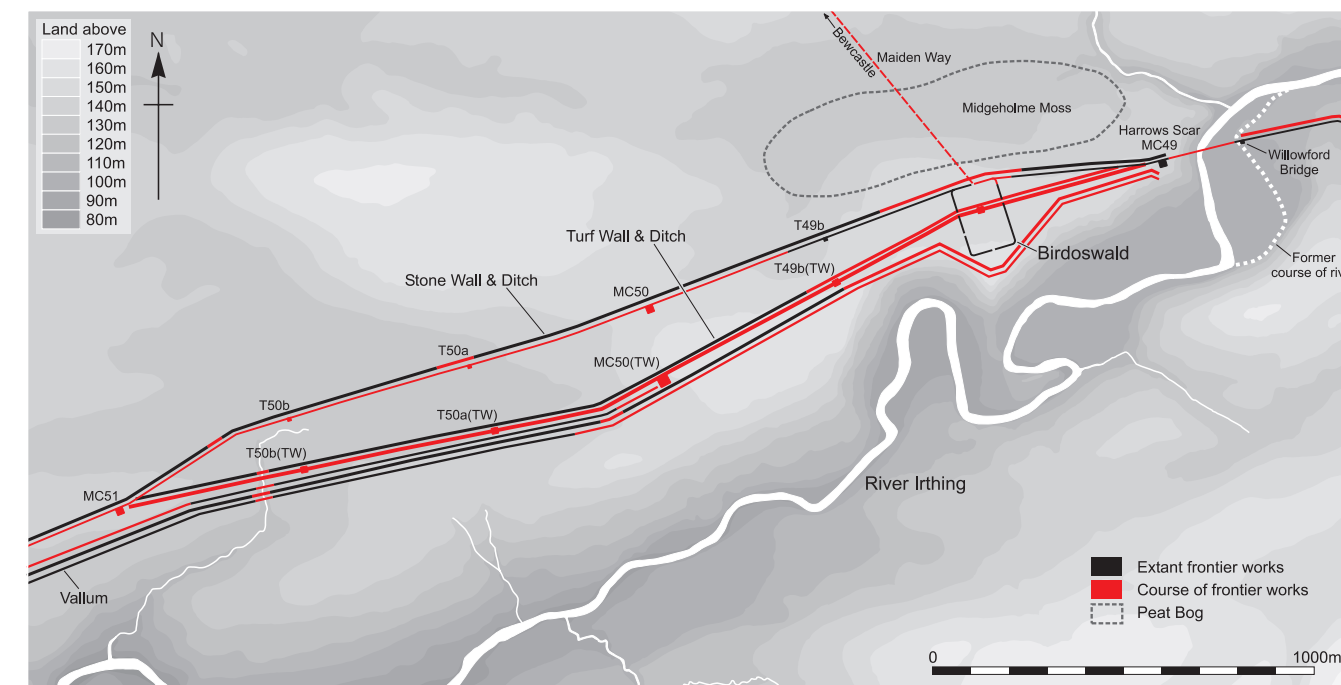 Land above
170m
160m
150m
140m
130m
120m
110m
100m
90m
80m
N
Bewcastle
Maiden Way
Midgeholme Moss
Harrows Scar
MC49
Willowford
Bridge
T49b
Turf Wall & Ditch
Birdoswald
Former
course of riv
T49b(TW)
Stone Wall & Ditch
MC50
T50a
MC50(TW)
T50b
T50a(TW)
T50b(TW)
MC51
River Irthing
Vallum
Extant frontier works
Course of frontier works
Peat Bog
0
1000m